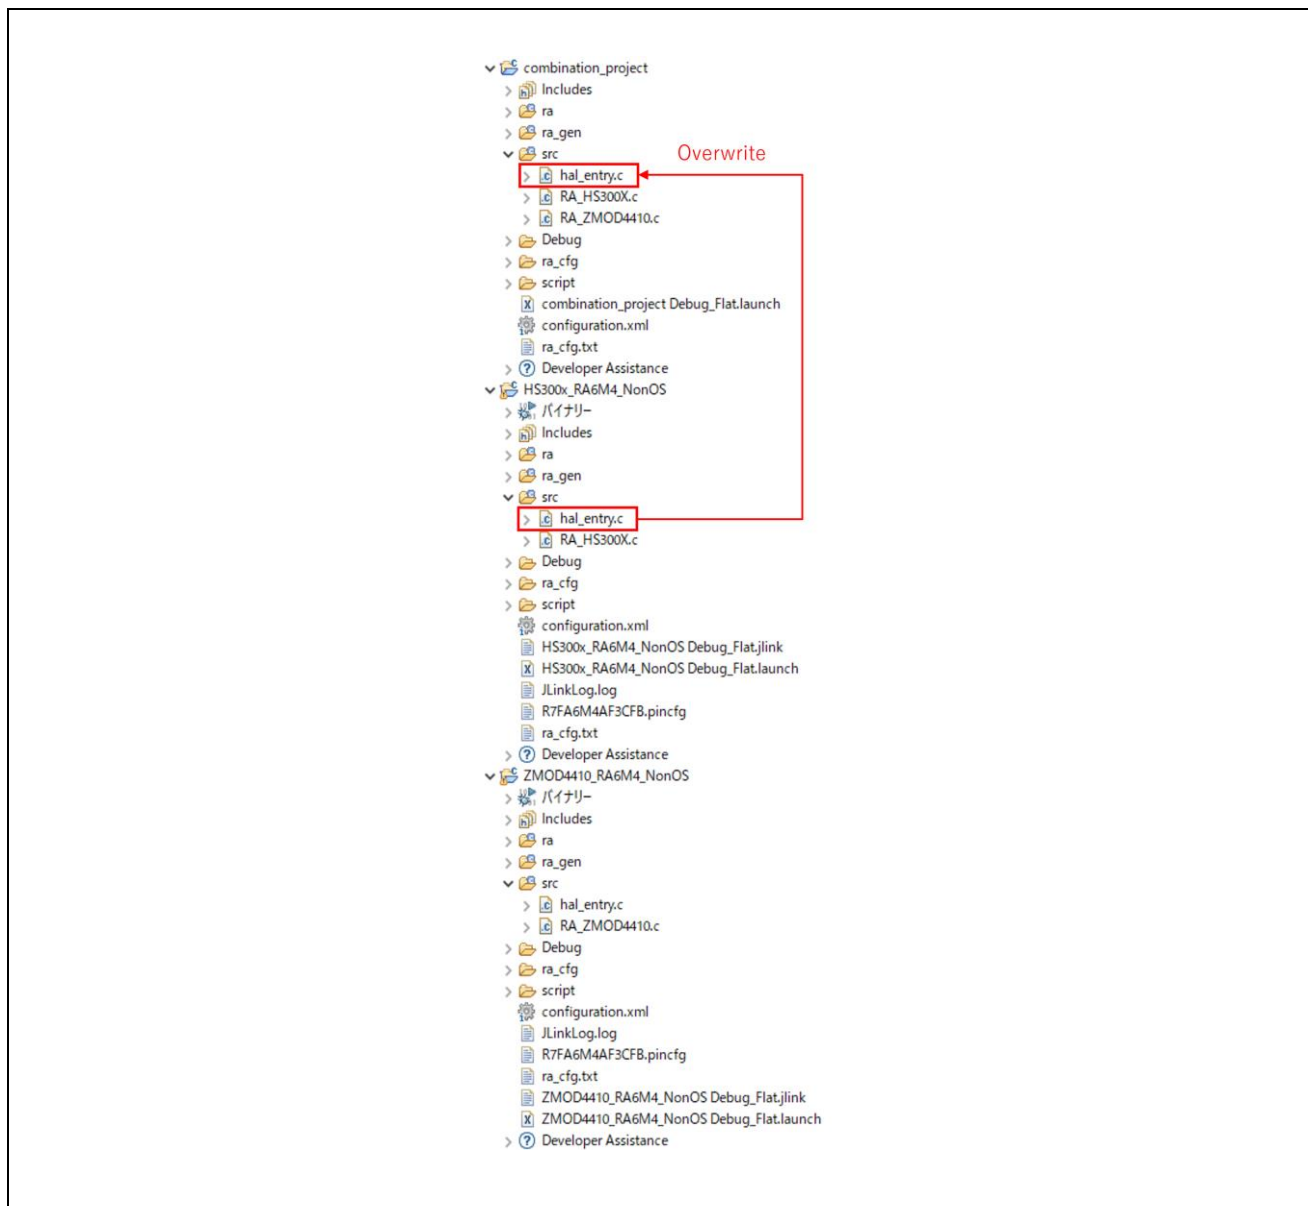 combination_project
Includes
ra
ra_gen
src
Overwrite
hal_entry.c
RA_HS300X.c
RA_ZMOD4410.c
Debug
ra_cfg
script
combination_project Debug_Flat.launch
configuration.xml
ra_cfg.txt
Developer Assistance
HS300x_RA6M4_NonOS
バイナリー
Includes
ra
ra_gen
src
hal_entry.c
RA_HS300X.c
Debug
ra_cfg
script
configuration.xml
HS300x_RA6M4_NonOS Debug_Flat.jlink
HS300x_RA6M4_NonOS Debug_Flat.launch
JLinkLog.log
R7FA6M4AF3CFB.pincfg
ra_cfg.txt
Developer Assistance
ZMOD4410_RA6M4_NonOS
バイナリー
Includes
ra
ra_gen
src
hal_entry.c
RA_ZMOD4410.c
Debug
ra_cfg
script
configuration.xml
JLinkLog.log
R7FA6M4AF3CFB.pincfg
ra_cfg.txt
ZMOD4410_RA6M4_NonOS Debug_Flat.jlink
ZMOD4410_RA6M4_NonOS Debug_Flat.launch
Developer Assistance